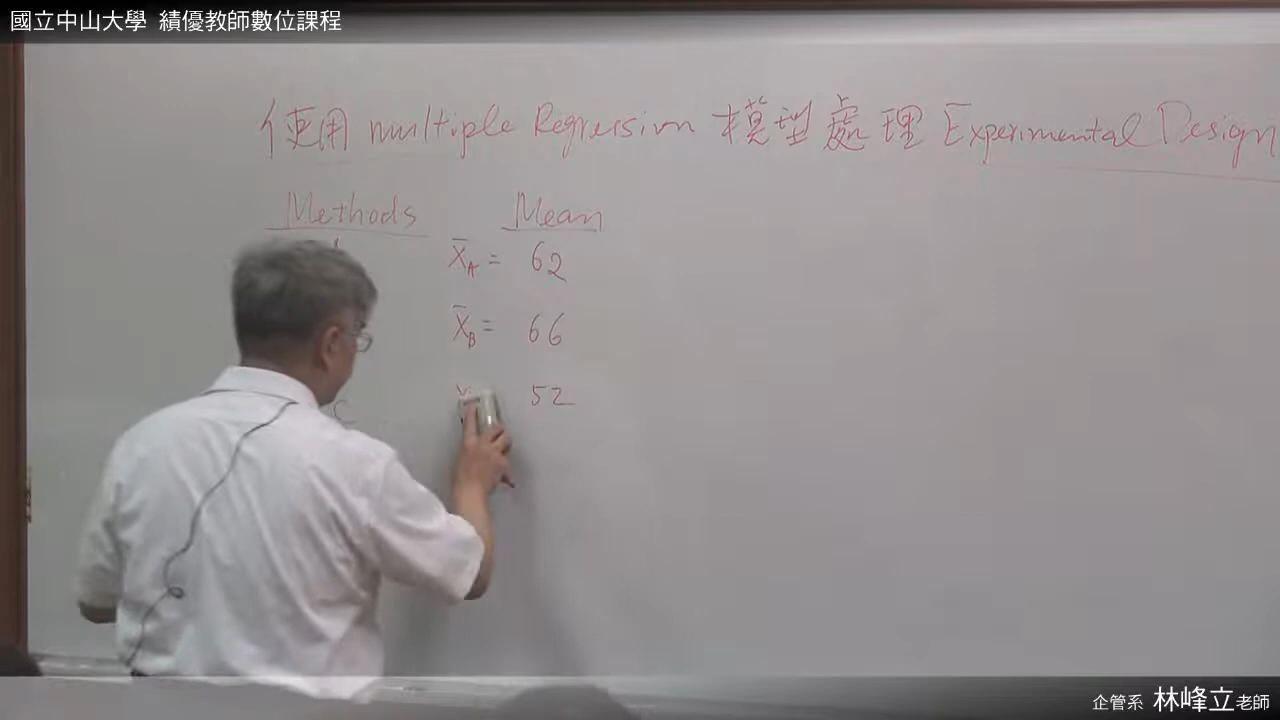 國立中山大學 績優教師數位課程
使用 multiple Regression 模型處理 Experimental Design
Methods Mean
X̄A = 62
X̄B = 66
C 52
企管系 林峰立老師